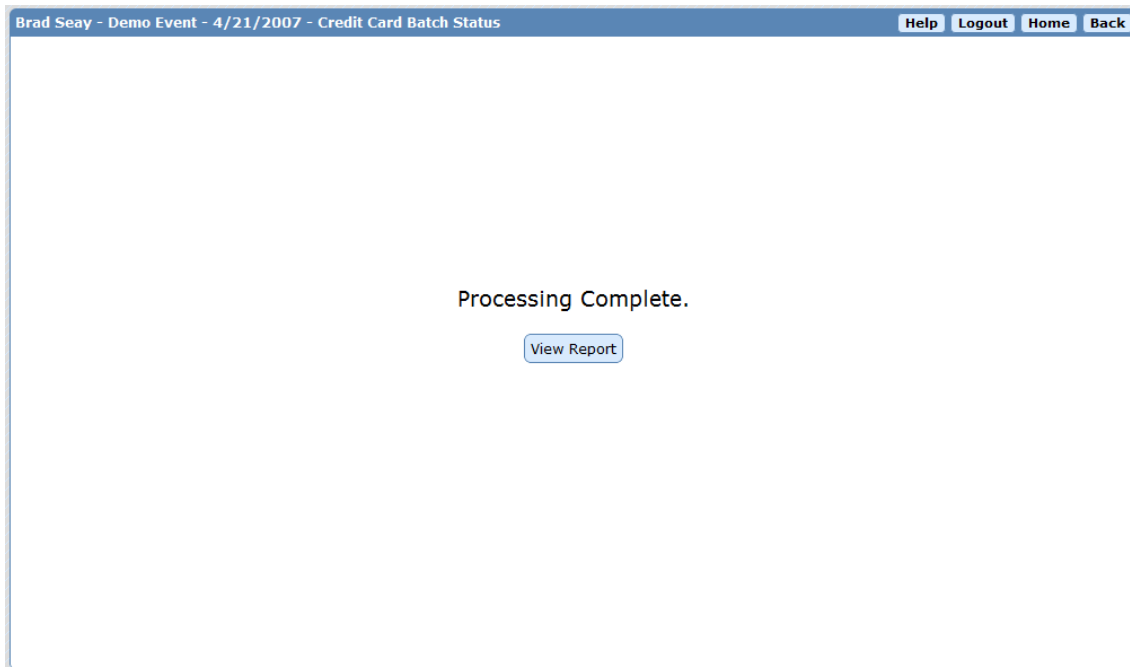 Brad Seay - Demo Event - 4/21/2007 - Credit Card Batch Status Help Logout Home Back
Processing Complete.
View Report